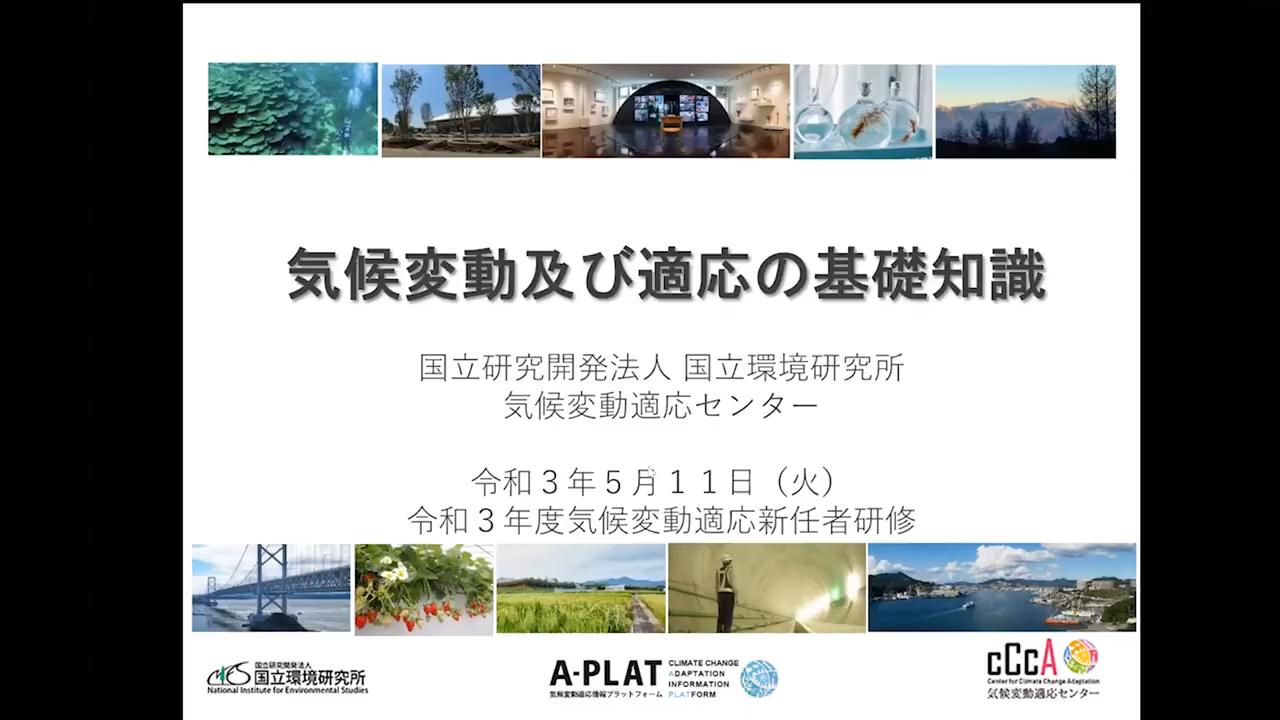 気候変動及び適応の基礎知識
国立研究開発法人 国立環境研究所
気候変動適応センター
令和３年５月１１日（火）
令和３年度気候変動適応新任者研修
国立研究開発法人
国立環境研究所
National Institute for Environmental Studies
A-PLAT
気候変動適応情報プラットフォーム
CLIMATE CHANGE
ADAPTATION
INFORMATION
PLATFORM
cCCA
Center for Climate Change Adaptation
気候変動適応センター